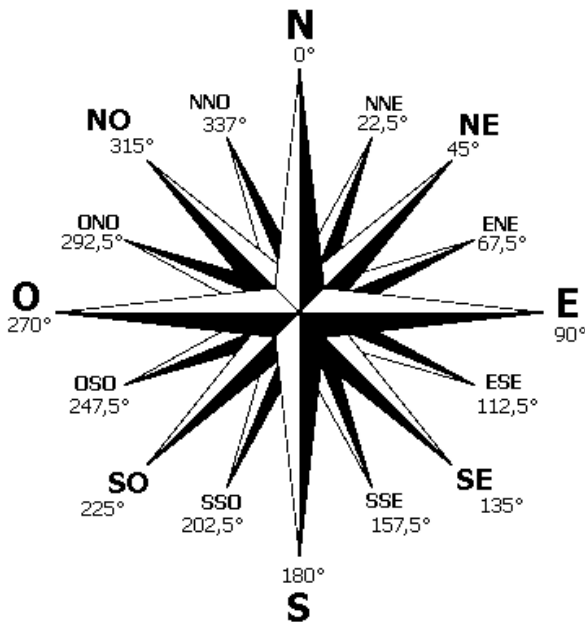 N
0°
NNO
337°
NNE
22,5°
NO
315°
NE
45°
ONO
292,5°
ENE
67,5°
O
270°
E
90°
OSO
247,5°
ESE
112,5°
SO
225°
SE
135°
SSO
202,5°
SSE
157,5°
180°
S